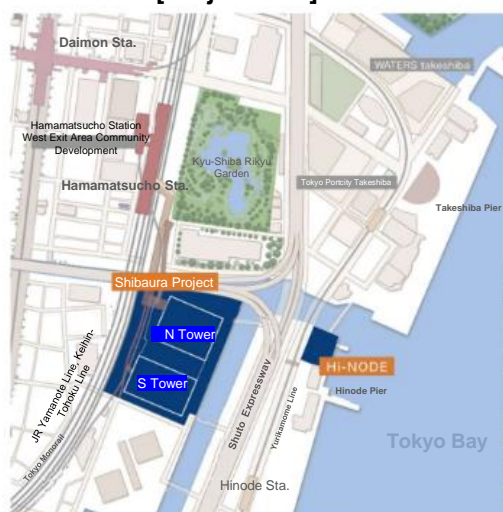 Daimon Sta.
WATERS takeshiba
Hamamatsucho Station
West Exit Area Community
Development
Kyu-Shiba Rikyu
Garden
Hamamatsucho Sta.
Tokyo Portcity Takeshiba
Takeshiba Pier
Shibaura Project
N Tower
S Tower
Hi-NODE
Hinode Pier
JR Yamanote Line, Keihin-
Tohoku Line
Tokyo Monorail
Shuto Expressway
Yurikamome Line
Tokyo Bay
Hinode Sta.